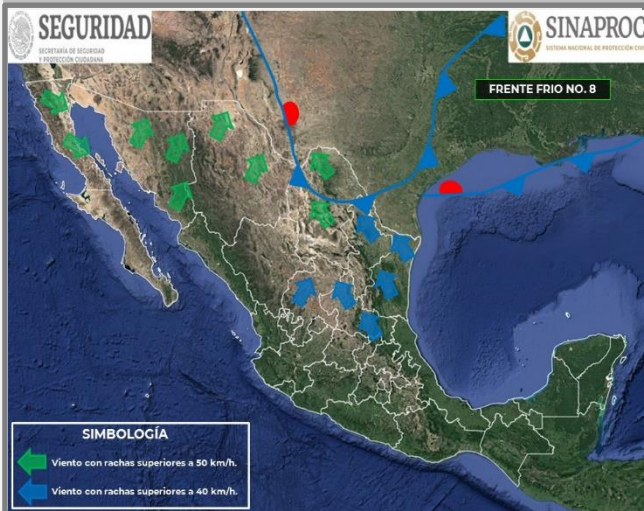 SEGURIDAD
SECRETARÍA DE SEGURIDAD
Y PROTECCIÓN CIUDADANA
SINAPROC
SISTEMA NACIONAL DE PROTECCIÓN CIVIL
FRENTE FRIO NO. 8
SIMBOLOGÍA
Viento con rachas superiores a 50 km/h.
Viento con rachas superiores a 40 km/h.